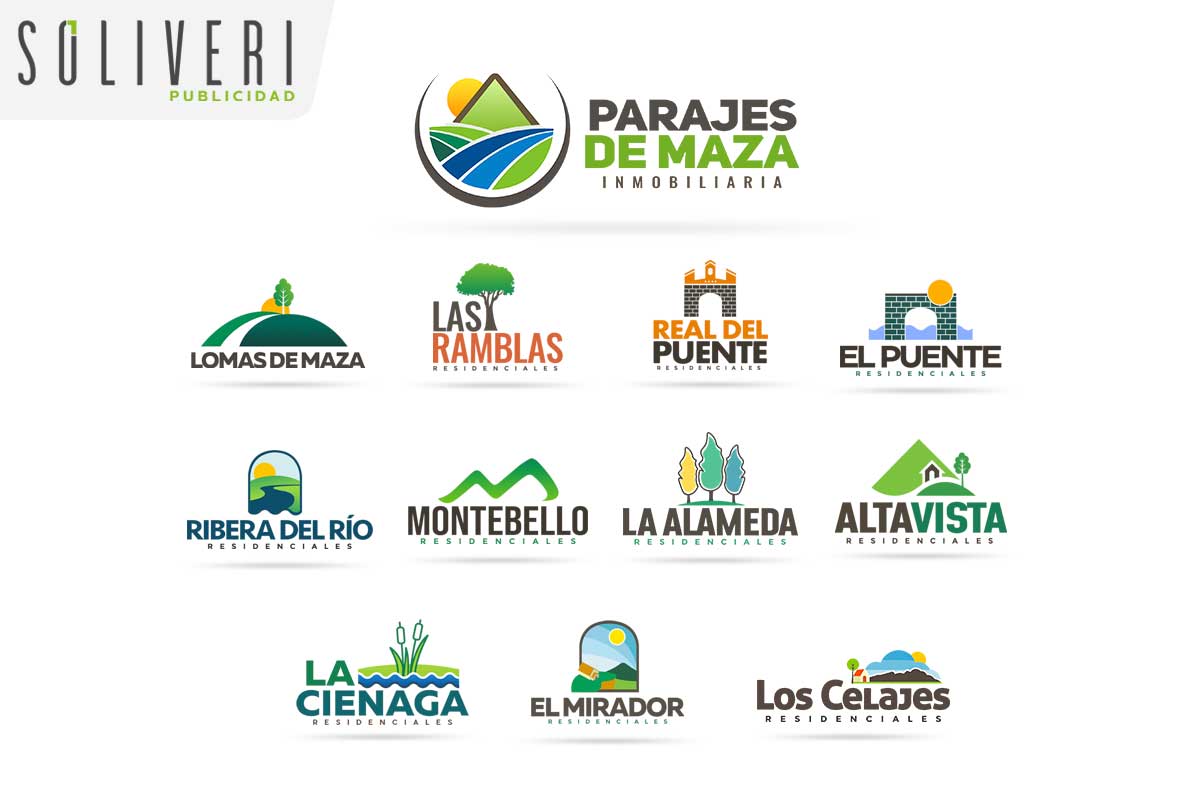 SOLIVERI
PUBLICIDAD
PARAJES
DE MAZA
INMOBILIARIA
LOMAS DE MAZA
LAS
RAMBLAS
RESIDENCIALES
REAL DEL
PUENTE
RESIDENCIALES
EL PUENTE
RESIDENCIALES
RIBERA DEL RÍO
RESIDENCIALES
MONTEBELLO
RESIDENCIALES
LA ALAMEDA
RESIDENCIALES
ALTAVISTA
RESIDENCIALES
LA
CIENAGA
RESIDENCIALES
EL MIRADOR
RESIDENCIALES
Los Celajes
RESIDENCIALES